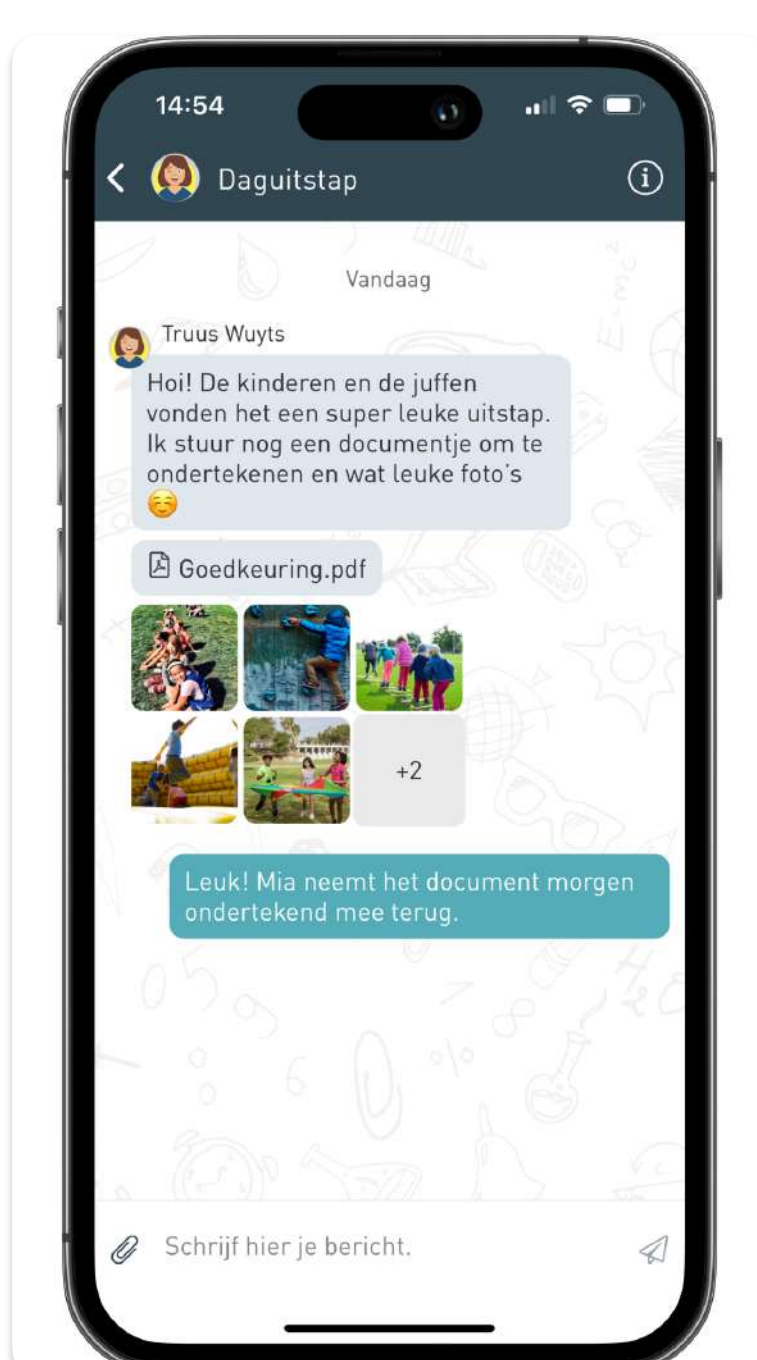 14:54
Daguitstap
Vandaag
Truus Wuyts
Hoi! De kinderen en de juffen
vonden het een super leuke uitstap.
Ik stuur nog een documentje om te
ondertekenen en wat leuke foto's
☺️
Goedkeuring.pdf
+2
Leuk! Mia neemt het document morgen
ondertekend mee terug.
Schrijf hier je bericht.